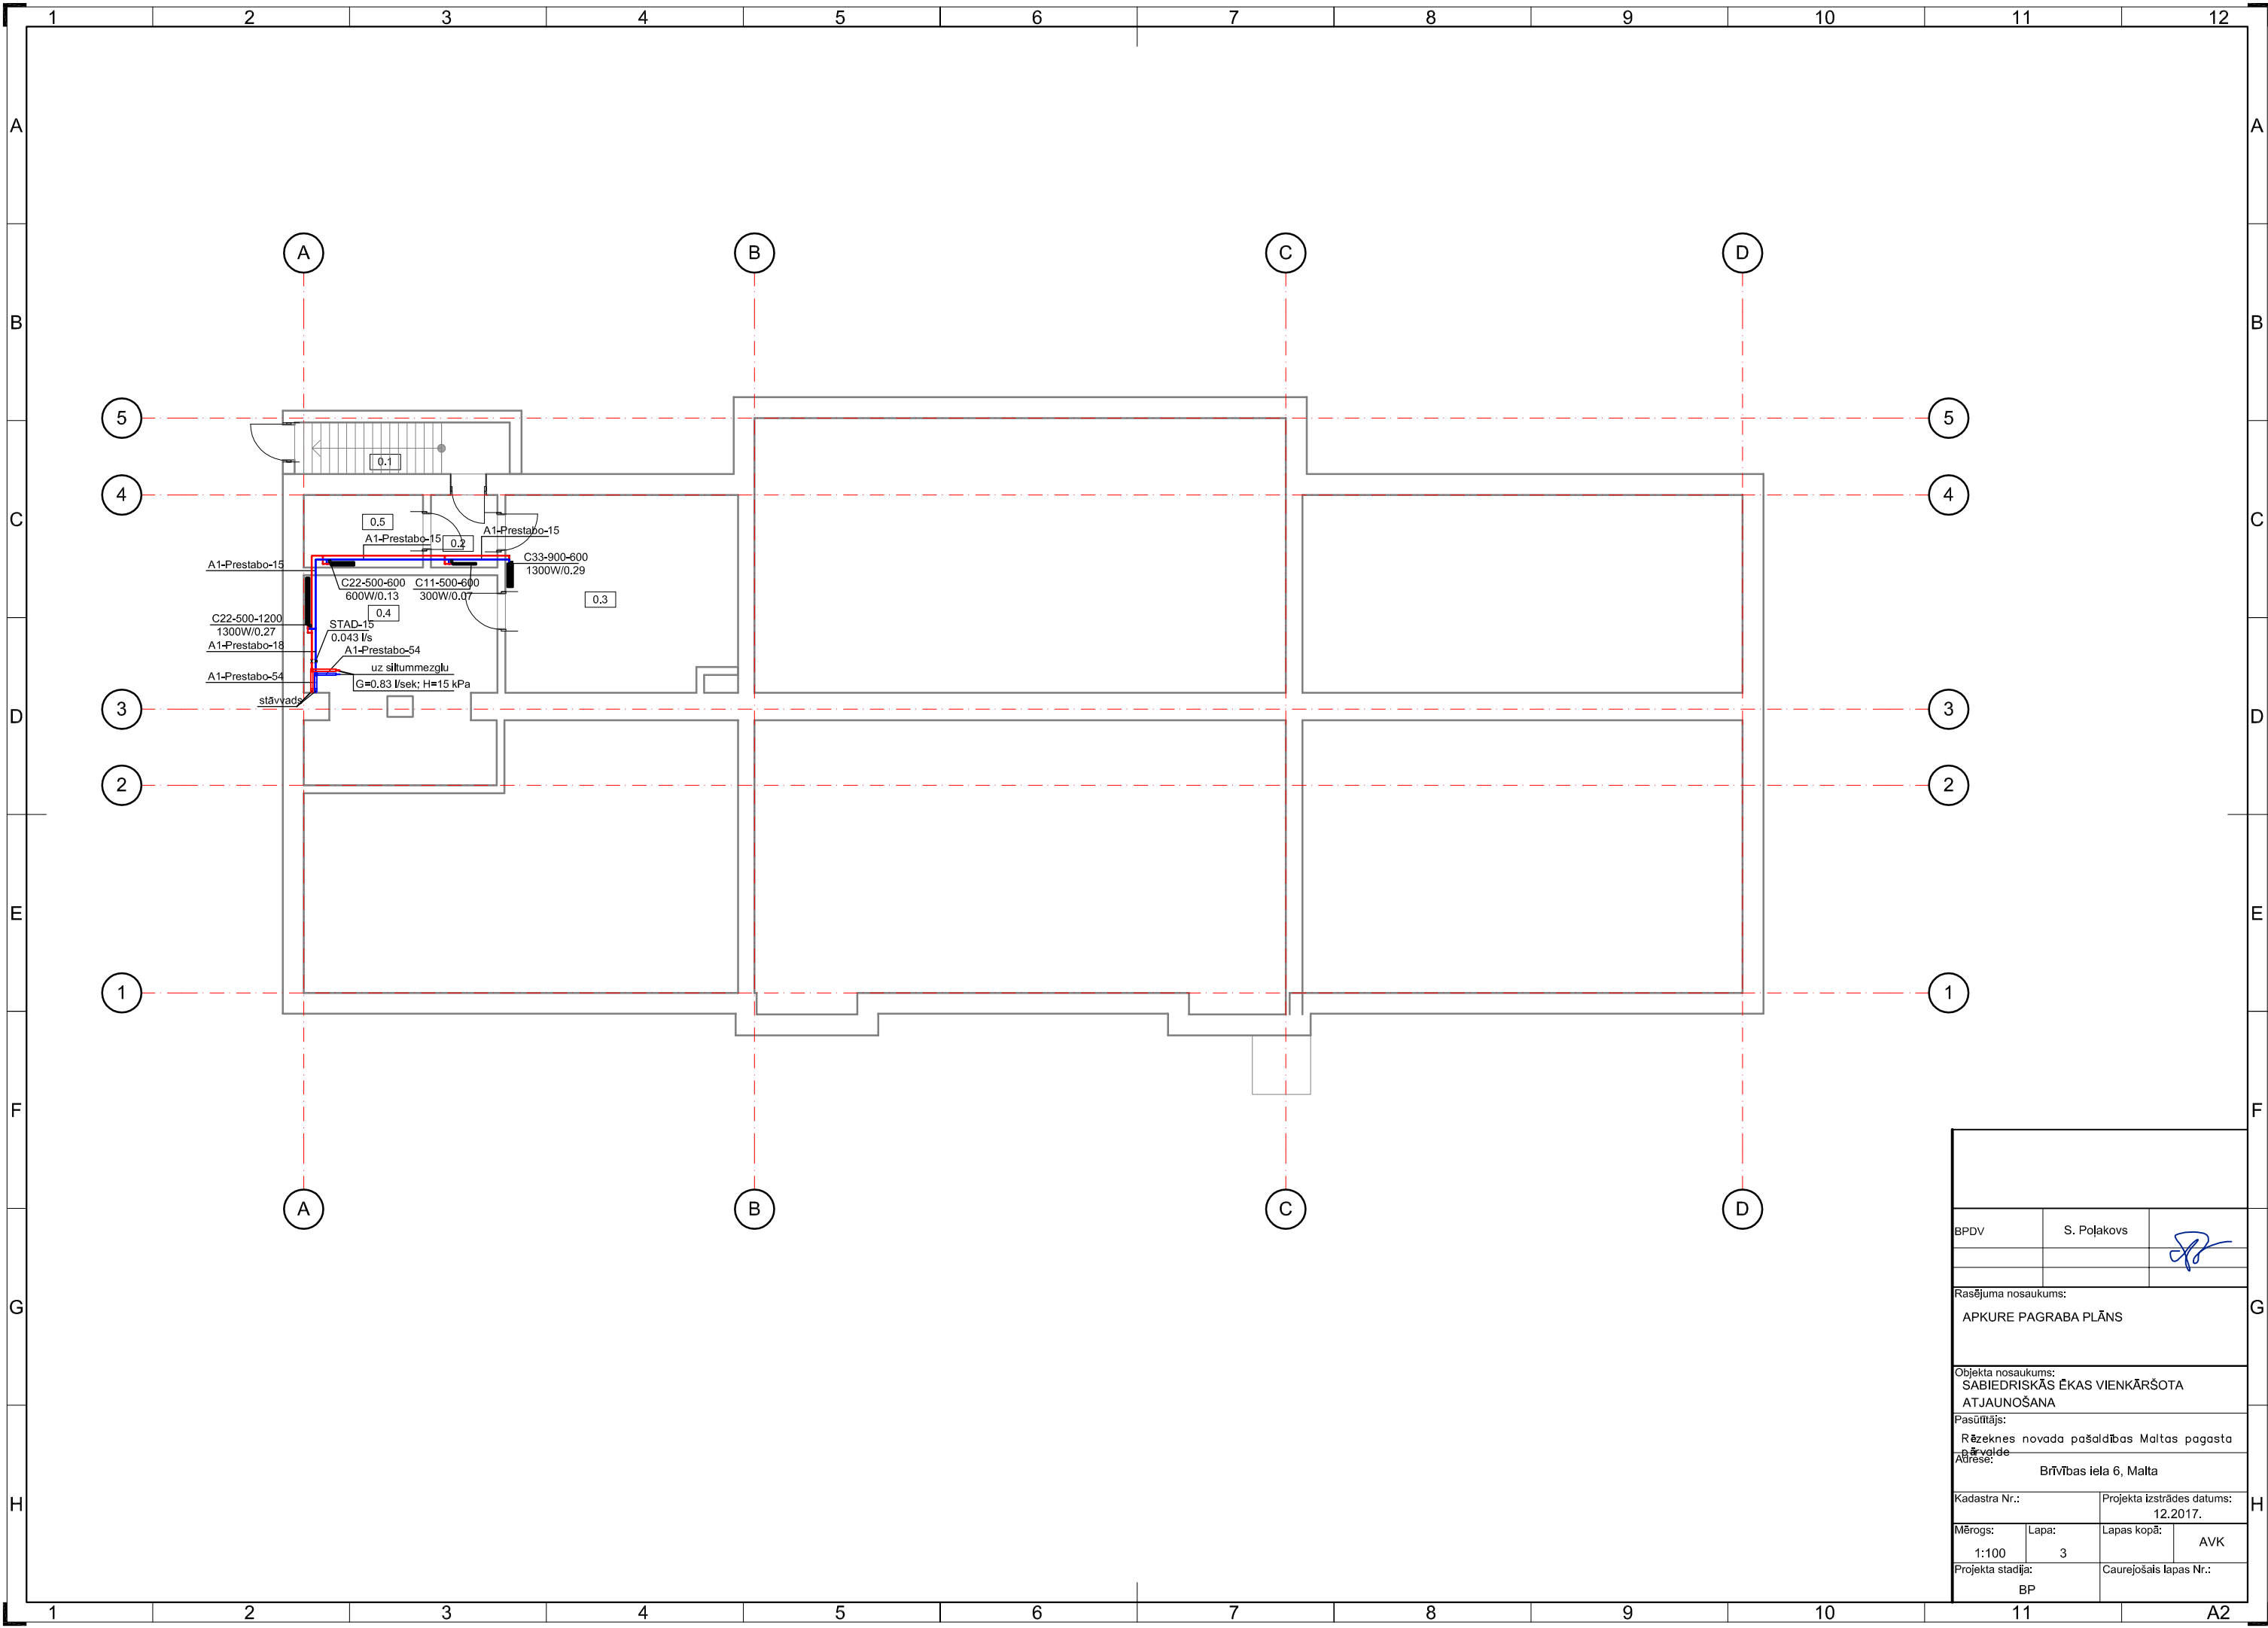 1 2 3 4 5 6 7 8 9 10 11 12
A A
B B
C C
D D
E E
F F
G G
H H
A B C D
5 5
4 4
3 3
2 2
1 1
A B C D
0.1
0.5
0.2
A1-Prestabo-15
A1-Prestabo-15
A1-Prestabo-15
C33-900-600
1300W/0.29
C22-500-600
600W/0.13
C11-500-600
300W/0.07
0.3
0.4
C22-500-1200
1300W/0.27
STAD-15
0.043 l/s
A1-Prestabo-18
A1-Prestabo-54
uz siltummezglu
G=0.83 l/sek; H=15 kPa
A1-Prestabo-54
stāvvads
BPDV S. Poļakovs
Rasējuma nosaukums:
APKURE PAGRABA PLĀNS
Objekta nosaukums:
SABIEDRISKĀS ĒKAS VIENKĀRŠOTA
ATJAUNOŠANA
Pasūtītājs:
Rēzeknes novada pašaldības Maltas pagasta
pārvalde
Adrese:
Brīvības iela 6, Malta
Kadastra Nr.: Projekta izstrādes datums:
12.2017.
Mērogs: Lapa: Lapas kopā:
1:100 3 AVK
Projekta stadija: Caurejošais lapas Nr.:
BP
1 2 3 4 5 6 7 8 9 10 11 A2